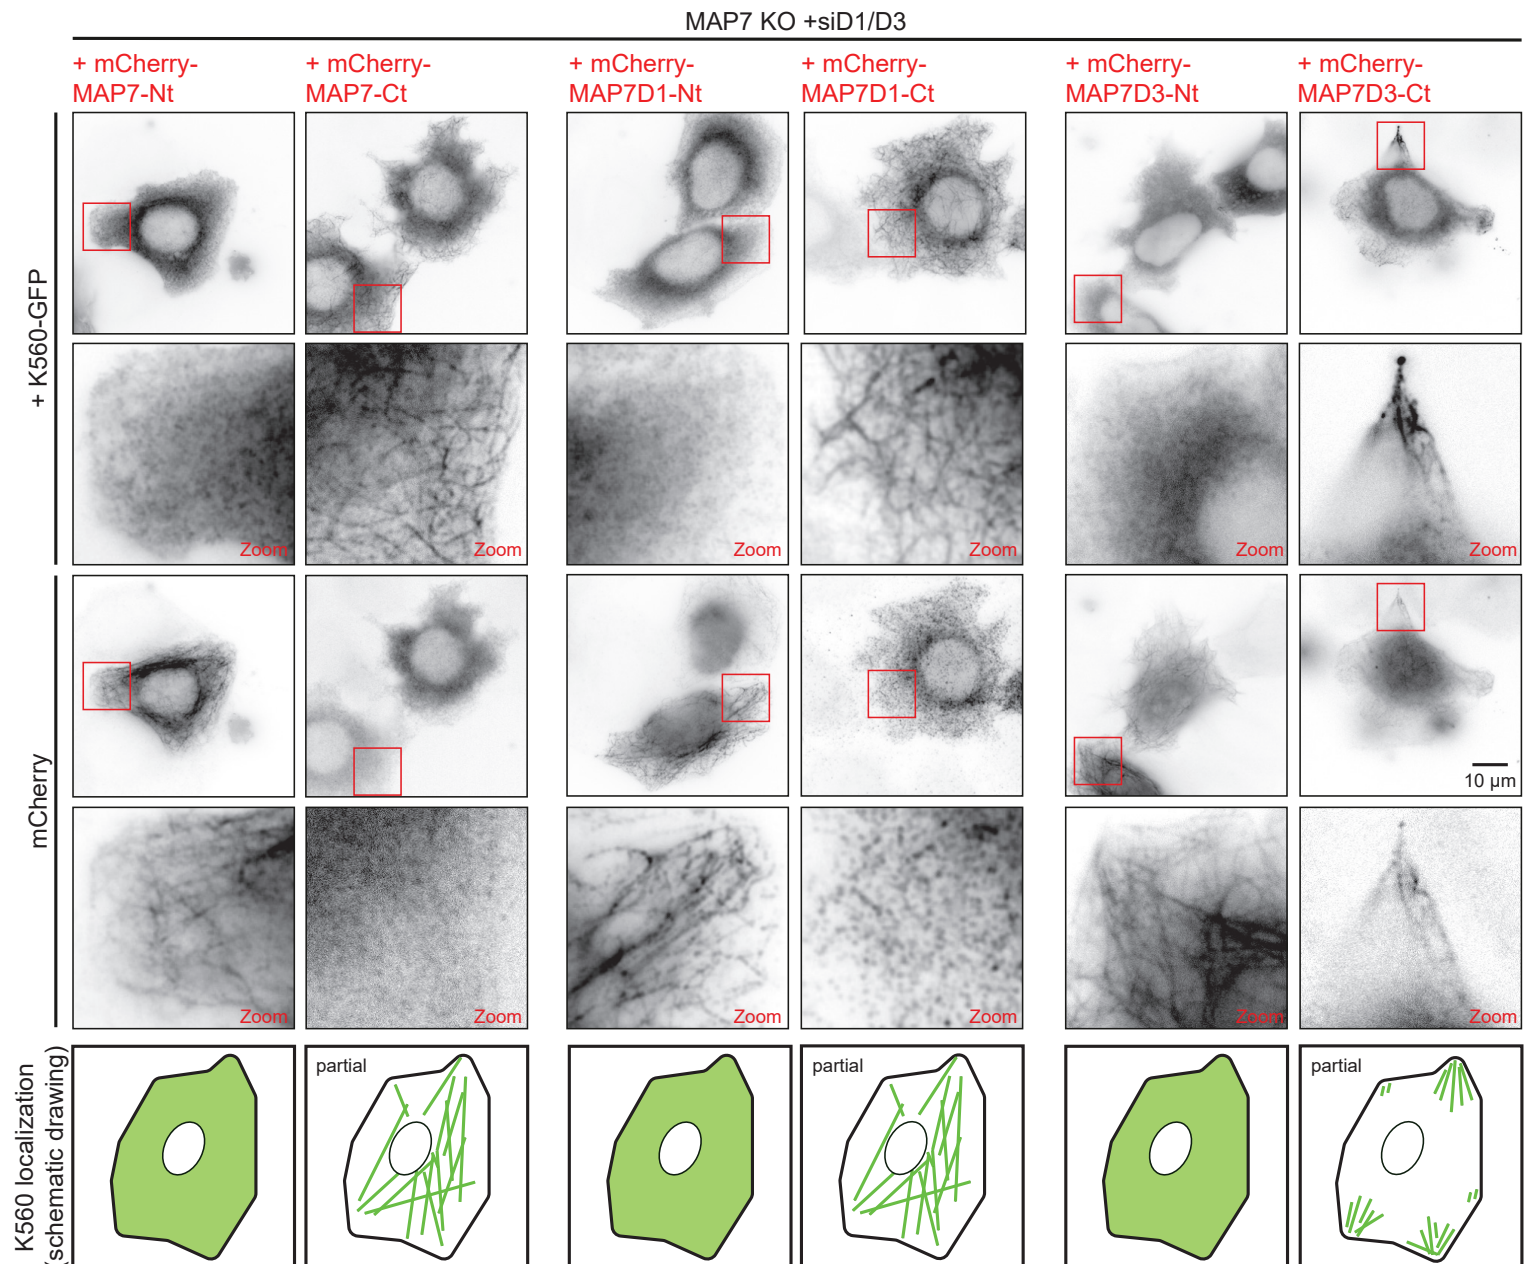 MAP7 KO +siD1/D3
+ mCherry-
MAP7-Nt
+ mCherry-
MAP7-Ct
+ mCherry-
MAP7D1-Nt
+ mCherry-
MAP7D1-Ct
+ mCherry-
MAP7D3-Nt
+ mCherry-
MAP7D3-Ct
+ K560-GFP
Zoom
Zoom
Zoom
Zoom
Zoom
Zoom
mCherry
10 µm
Zoom
Zoom
Zoom
Zoom
Zoom
Zoom
K560 localization
(schematic drawing)
partial
partial
partial